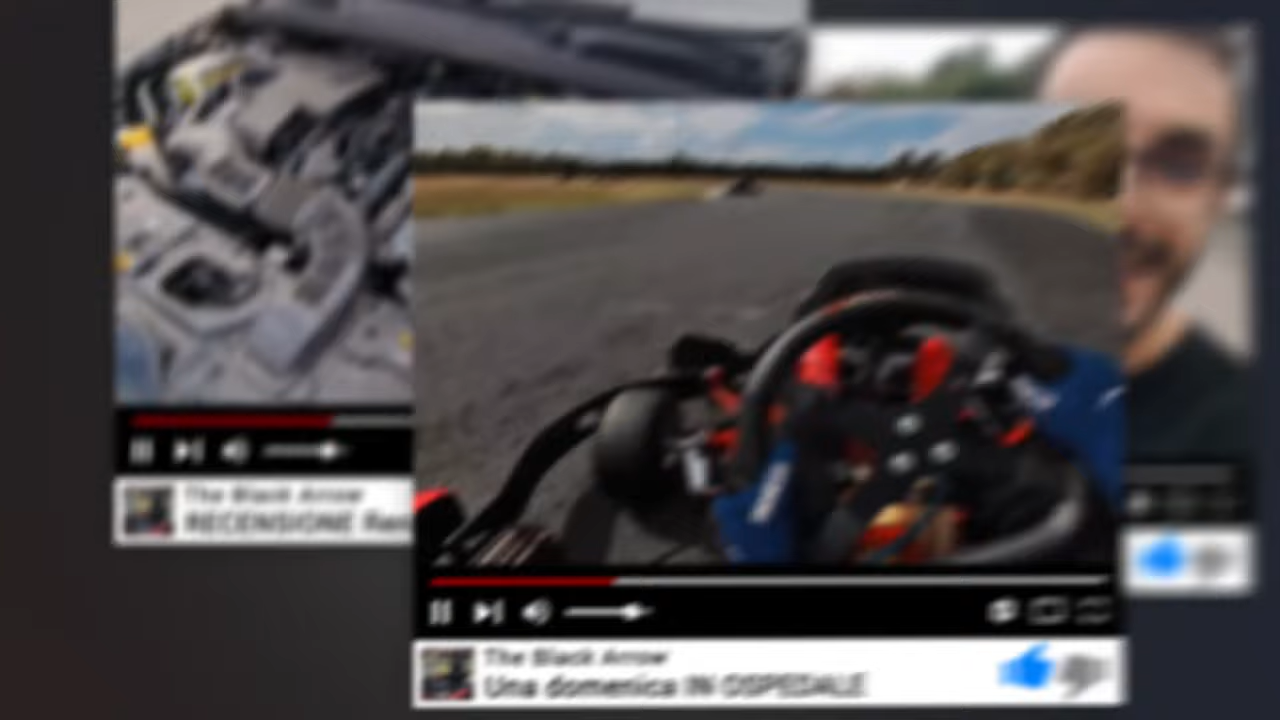 The Black Arrow
RECENSIONE
The Black Arrow
Una domenica IN OSPEDALE